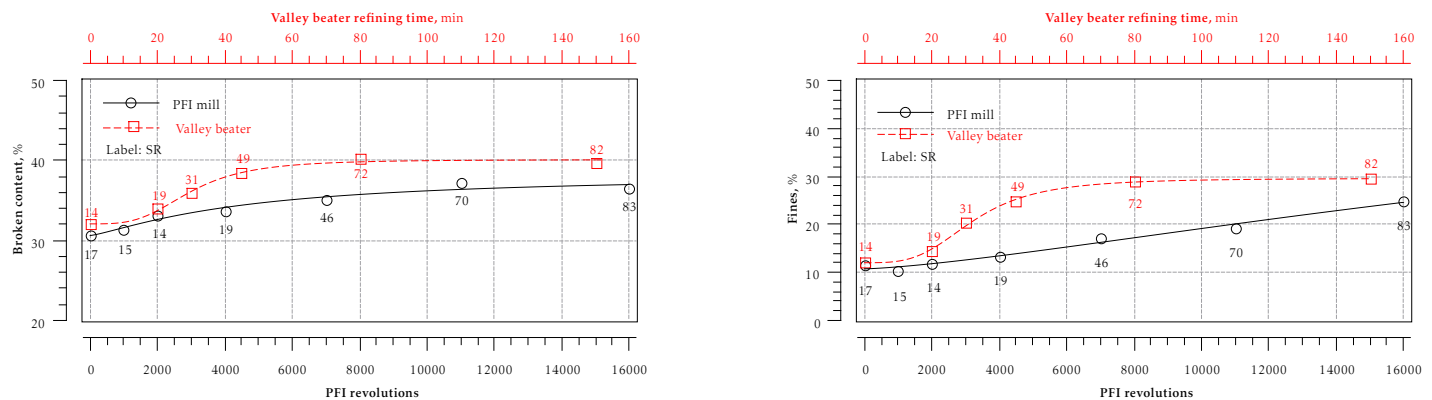 Valley beater refining time, min
0 20 40 60 80 100 120 140 160
50
40
30
20
Broken content, %
PFI mill
Valley beater
Label: SR
14 19 31 49 72 82
17 15 14 19 46 70 83
0 2000 4000 6000 8000 10000 12000 14000 16000
PFI revolutions
Valley beater refining time, min
0 20 30 60 80 110 120 150 160
50
40
30
20
10
0
Fines, %
PFI mill
Valley beater
Label: SR
14 19 31 49 72 82
17 15 14 19 46 70 83
0 2000 4000 6000 8000 10000 12000 14000 16000
PFI revolutions